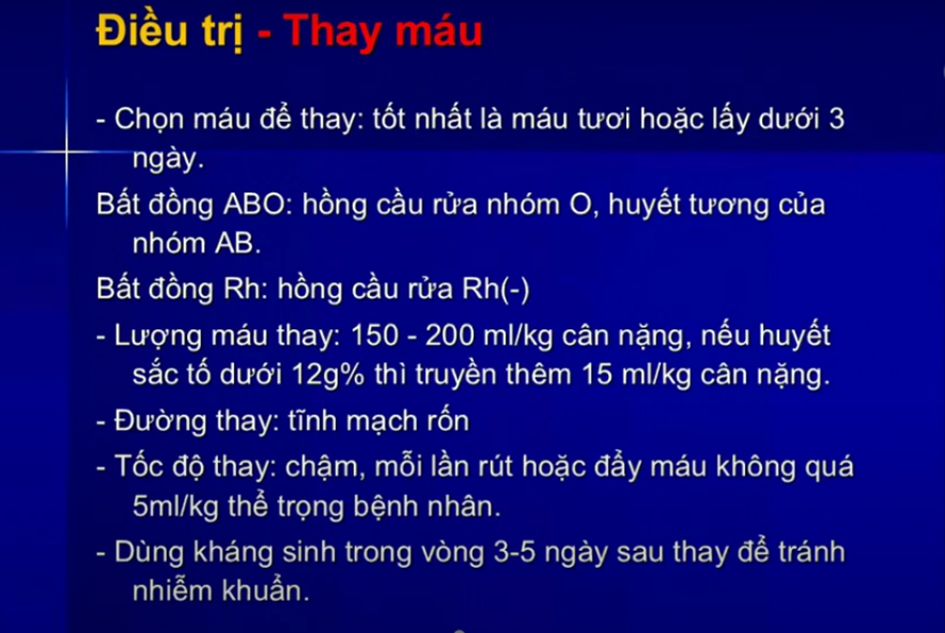 Điều trị - Thay máu
- Chọn máu để thay: tốt nhất là máu tươi hoặc lấy dưới 3
ngày.
Bất đồng ABO: hồng cầu rửa nhóm O, huyết tương của
nhóm AB.
Bất đồng Rh: hồng cầu rửa Rh(-)
- Lượng máu thay: 150 - 200 ml/kg cân nặng, nếu huyết
sắc tố dưới 12g% thì truyền thêm 15 ml/kg cân nặng.
- Đường thay: tĩnh mạch rốn
- Tốc độ thay: chậm, mỗi lần rút hoặc đẩy máu không quá
5ml/kg thể trọng bệnh nhân.
- Dùng kháng sinh trong vòng 3-5 ngày sau thay để tránh
nhiễm khuẩn.